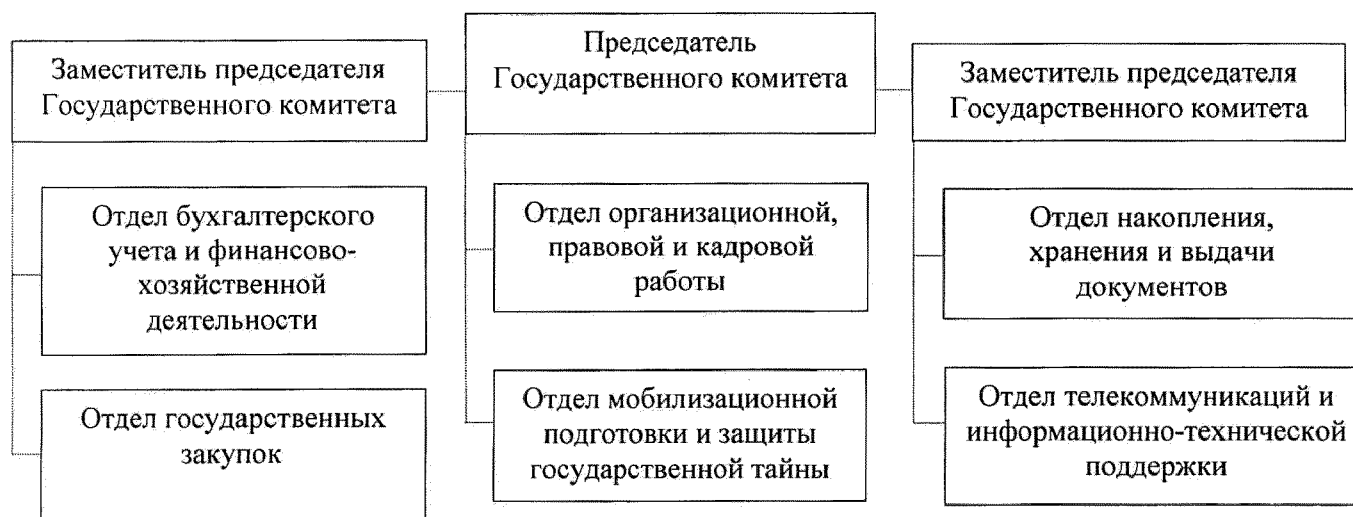 Председатель
Государственного комитета
Заместитель председателя
Государственного комитета
Заместитель председателя
Государственного комитета
Отдел бухгалтерского
учета и финансово-
хозяйственной
деятельности
Отдел организационной,
правовой и кадровой
работы
Отдел накопления,
хранения и выдачи
документов
Отдел государственных
закупок
Отдел мобилизационной
подготовки и защиты
государственной тайны
Отдел телекоммуникаций и
информационно-технической
поддержки